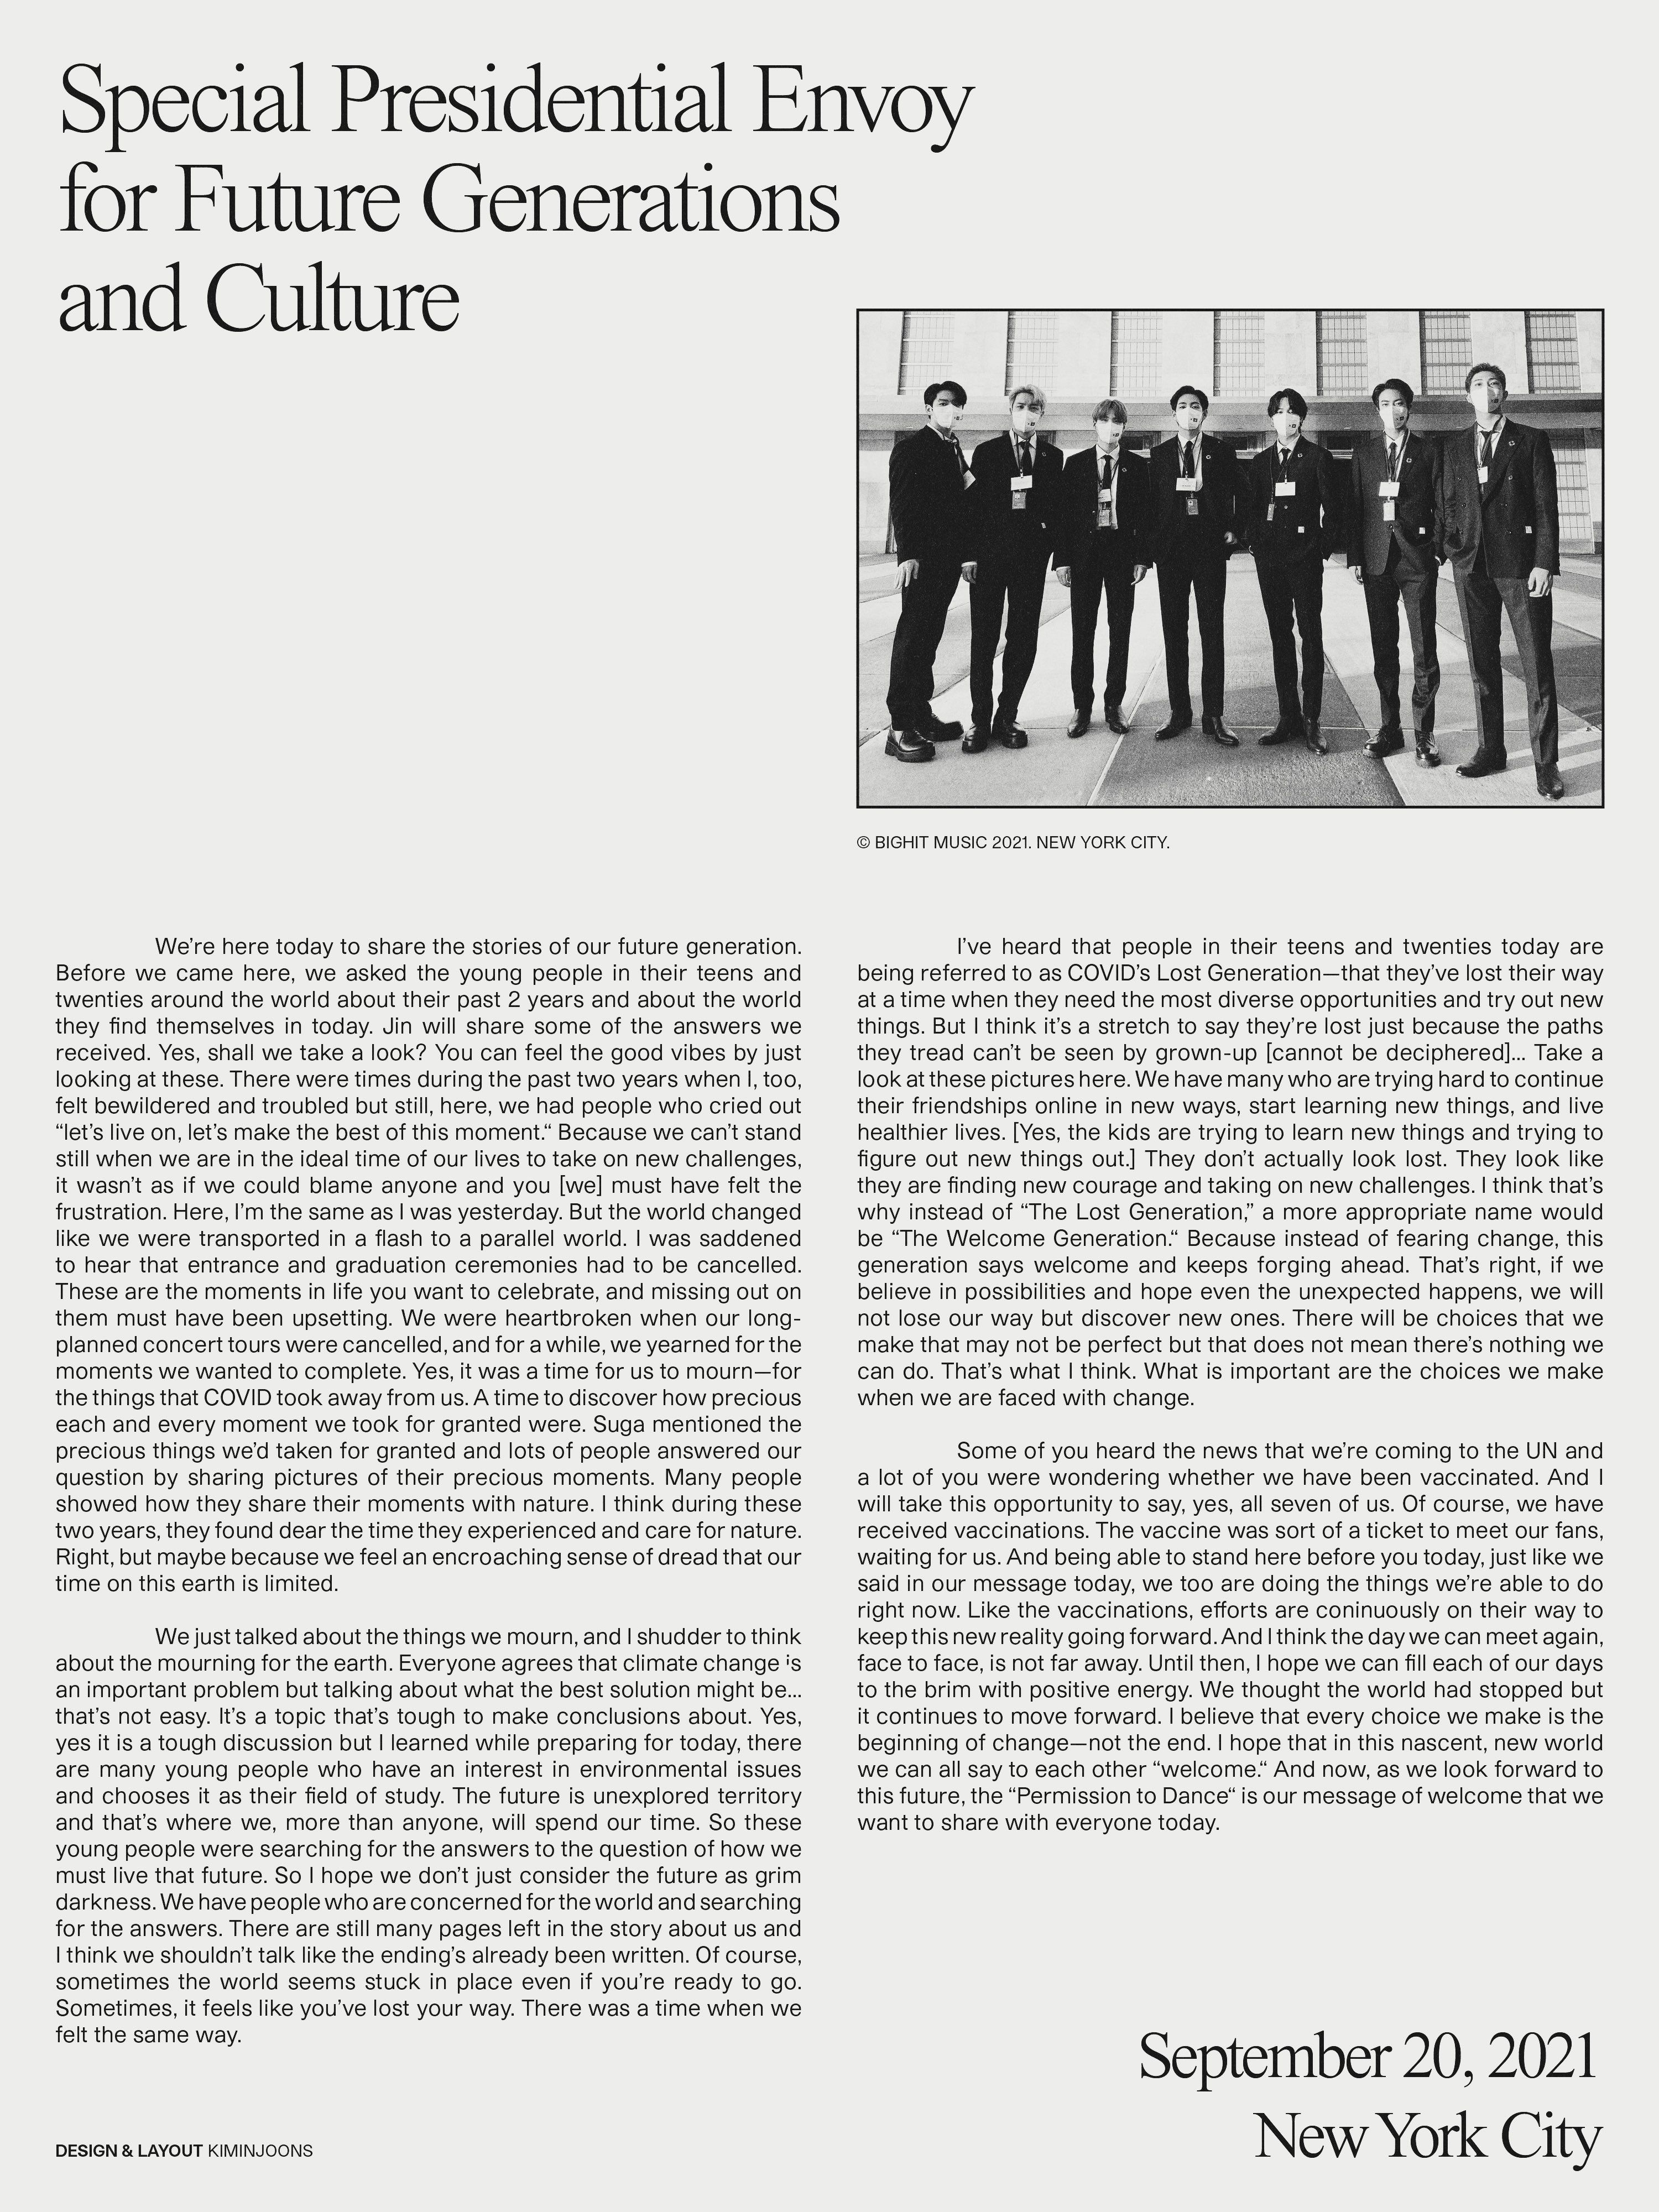 Special Presidential Envoy
for Future Generations
and Culture
© BIGHIT MUSIC 2021. NEW YORK CITY.
We’re here today to share the stories of our future generation.
Before we came here, we asked the young people in their teens and
twenties around the world about their past 2 years and about the world
they find themselves in today. Jin will share some of the answers we
received. Yes, shall we take a look? You can feel the good vibes by just
looking at these. There were times during the past two years when I, too,
felt bewildered and troubled but still, here, we had people who cried out
“let’s live on, let’s make the best of this moment.“ Because we can’t stand
still when we are in the ideal time of our lives to take on new challenges,
it wasn’t as if we could blame anyone and you [we] must have felt the
frustration. Here, I’m the same as I was yesterday. But the world changed
like we were transported in a flash to a parallel world. I was saddened
to hear that entrance and graduation ceremonies had to be cancelled.
These are the moments in life you want to celebrate, and missing out on
them must have been upsetting. We were heartbroken when our long-
planned concert tours were cancelled, and for a while, we yearned for the
moments we wanted to complete. Yes, it was a time for us to mourn—for
the things that COVID took away from us. A time to discover how precious
each and every moment we took for granted were. Suga mentioned the
precious things we’d taken for granted and lots of people answered our
question by sharing pictures of their precious moments. Many people
showed how they share their moments with nature. I think during these
two years, they found dear the time they experienced and care for nature.
Right, but maybe because we feel an encroaching sense of dread that our
time on this earth is limited.
We just talked about the things we mourn, and I shudder to think
about the mourning for the earth. Everyone agrees that climate change is
an important problem but talking about what the best solution might be...
that’s not easy. It’s a topic that’s tough to make conclusions about. Yes,
yes it is a tough discussion but I learned while preparing for today, there
are many young people who have an interest in environmental issues
and chooses it as their field of study. The future is unexplored territory
and that’s where we, more than anyone, will spend our time. So these
young people were searching for the answers to the question of how we
must live that future. So I hope we don’t just consider the future as grim
darkness. We have people who are concerned for the world and searching
for the answers. There are still many pages left in the story about us and
I think we shouldn’t talk like the ending’s already been written. Of course,
sometimes the world seems stuck in place even if you’re ready to go.
Sometimes, it feels like you’ve lost your way. There was a time when we
felt the same way.
I’ve heard that people in their teens and twenties today are
being referred to as COVID’s Lost Generation—that they’ve lost their way
at a time when they need the most diverse opportunities and try out new
things. But I think it’s a stretch to say they’re lost just because the paths
they tread can’t be seen by grown-up [cannot be deciphered]... Take a
look at these pictures here. We have many who are trying hard to continue
their friendships online in new ways, start learning new things, and live
healthier lives. [Yes, the kids are trying to learn new things and trying to
figure out new things out.] They don’t actually look lost. They look like
they are finding new courage and taking on new challenges. I think that’s
why instead of “The Lost Generation,” a more appropriate name would
be “The Welcome Generation.“ Because instead of fearing change, this
generation says welcome and keeps forging ahead. That’s right, if we
believe in possibilities and hope even the unexpected happens, we will
not lose our way but discover new ones. There will be choices that we
make that may not be perfect but that does not mean there’s nothing we
can do. That’s what I think. What is important are the choices we make
when we are faced with change.
Some of you heard the news that we’re coming to the UN and
a lot of you were wondering whether we have been vaccinated. And I
will take this opportunity to say, yes, all seven of us. Of course, we have
received vaccinations. The vaccine was sort of a ticket to meet our fans,
waiting for us. And being able to stand here before you today, just like we
said in our message today, we too are doing the things we’re able to do
right now. Like the vaccinations, efforts are coninuously on their way to
keep this new reality going forward. And I think the day we can meet again,
face to face, is not far away. Until then, I hope we can fill each of our days
to the brim with positive energy. We thought the world had stopped but
it continues to move forward. I believe that every choice we make is the
beginning of change—not the end. I hope that in this nascent, new world
we can all say to each other “welcome.“ And now, as we look forward to
this future, the “Permission to Dance“ is our message of welcome that we
want to share with everyone today.
September 20, 2021
New York City
DESIGN & LAYOUT KIMINJOONS